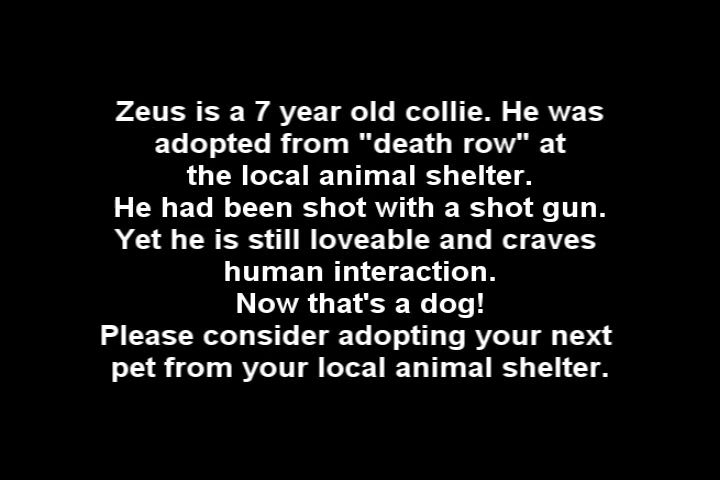 Zeus is a 7 year old collie. He was
adopted from "death row" at
the local animal shelter.
He had been shot with a shot gun.
Yet he is still loveable and craves
human interaction.
Now that's a dog!
Please consider adopting your next
pet from your local animal shelter.